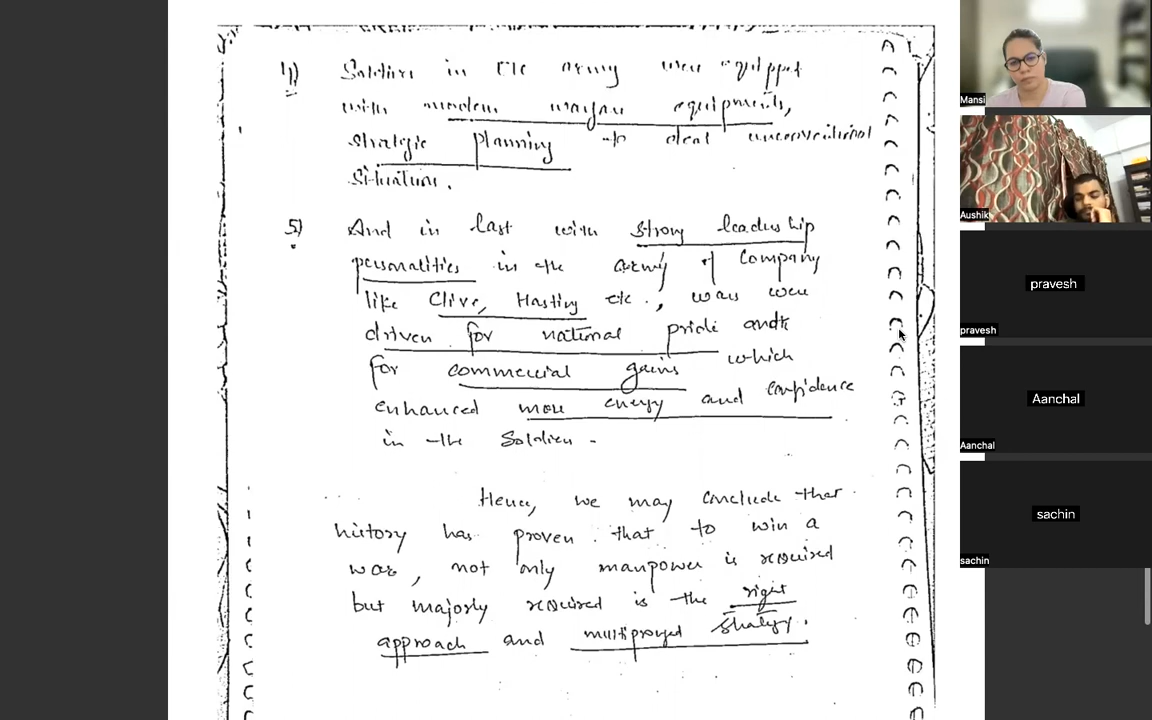 4) Soldiers in EIC army were equippet
with modern warfare equipments,
strategic planning to deal unconventional
situations.
5) And in last with strong leadership
personalities in the army of Company
like Clive, Hasting etc., wars were
driven for national pride and
for commercial gains which
enhanced more energy and confidence
in the soldiers.
Hence, we may conclude that
history has proven that to win a
war, not only manpower is required
but majorly required is the right
approach and multipronged strategy.
Mansi
Aushik
pravesh
pravesh
Aanchal
Aanchal
sachin
sachin